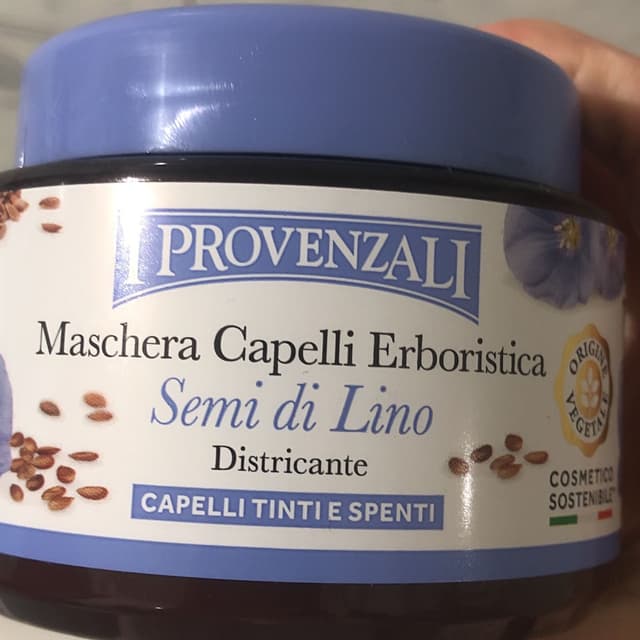 I PROVENZALI
Maschera Capelli Erboristica
Semi di Lino
Districante
CAPELLI TINTI E SPENTI
ORIGINE
VEGETALE
COSMETICO
SOSTENIBILE